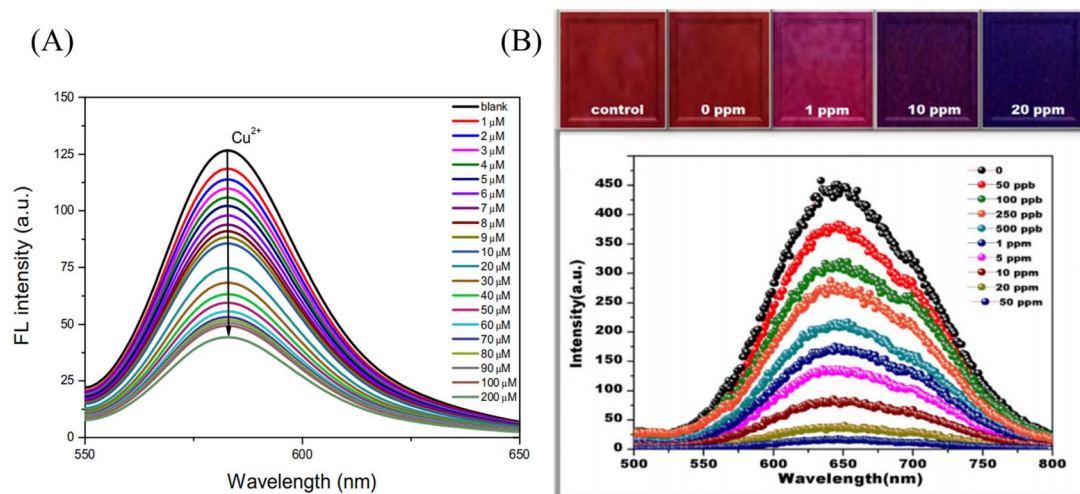 (A)
150
125
100
75
50
25
0
550
600
650
FL intensity (a.u.)
Wavelength (nm)
Cu²⁺
blank
1 μM
2 μM
3 μM
4 μM
5 μM
6 μM
7 μM
8 μM
9 μM
10 μM
20 μM
30 μM
40 μM
50 μM
60 μM
70 μM
80 μM
90 μM
100 μM
200 μM
(B)
control
0 ppm
1 ppm
10 ppm
20 ppm
450
400
350
300
250
200
150
100
50
0
500
550
600
650
700
750
800
Intensity(a.u.)
Wavelength(nm)
0
50 ppb
100 ppb
250 ppb
500 ppb
1 ppm
5 ppm
10 ppm
20 ppm
50 ppm